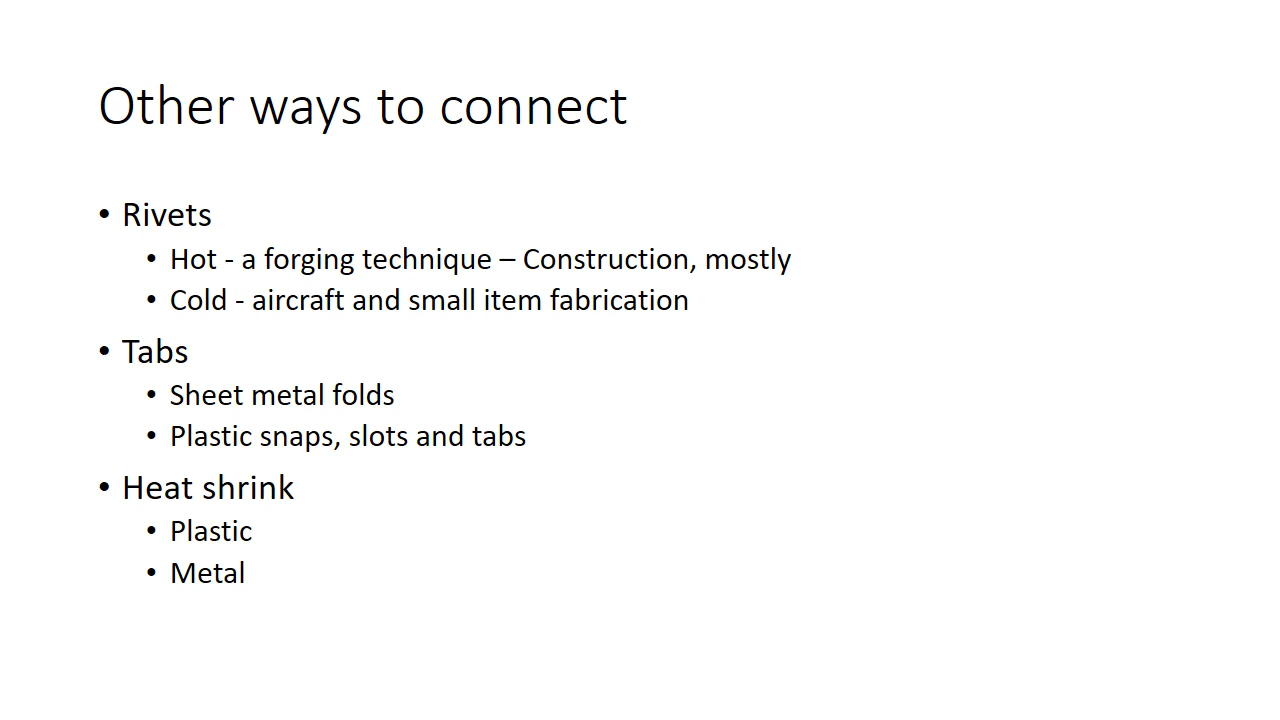 Other ways to connect
• Rivets
• Hot - a forging technique – Construction, mostly
• Cold - aircraft and small item fabrication
• Tabs
• Sheet metal folds
• Plastic snaps, slots and tabs
• Heat shrink
• Plastic
• Metal